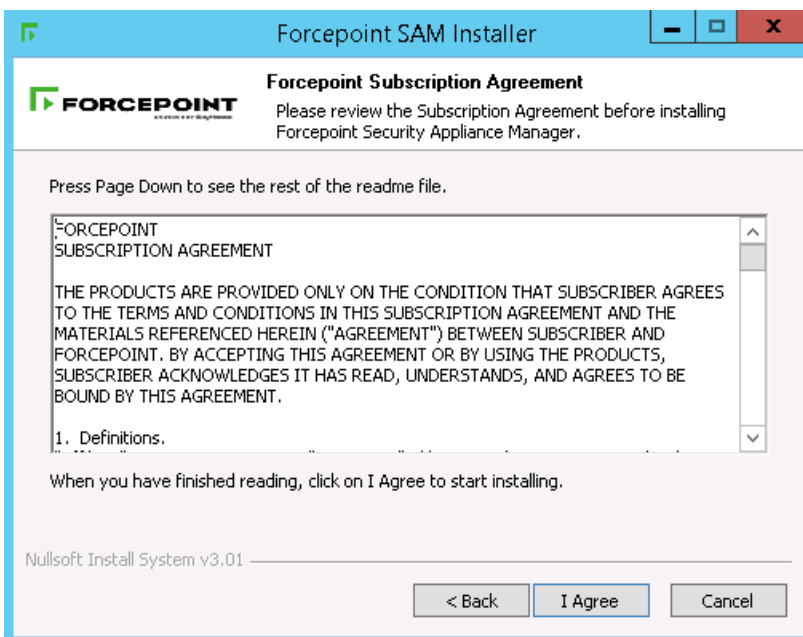 Forcepoint SAM Installer
FORCEPOINT
Forcepoint Subscription Agreement
Please review the Subscription Agreement before installing
Forcepoint Security Appliance Manager.
Press Page Down to see the rest of the readme file.
FORCEPOINT
SUBSCRIPTION AGREEMENT
THE PRODUCTS ARE PROVIDED ONLY ON THE CONDITION THAT SUBSCRIBER AGREES
TO THE TERMS AND CONDITIONS IN THIS SUBSCRIPTION AGREEMENT AND THE
MATERIALS REFERENCED HEREIN ("AGREEMENT") BETWEEN SUBSCRIBER AND
FORCEPOINT. BY ACCEPTING THIS AGREEMENT OR BY USING THE PRODUCTS,
SUBSCRIBER ACKNOWLEDGES IT HAS READ, UNDERSTANDS, AND AGREES TO BE
BOUND BY THIS AGREEMENT.
1. Definitions.
When you have finished reading, click on I Agree to start installing.
Nullsoft Install System v3.01
< Back
I Agree
Cancel